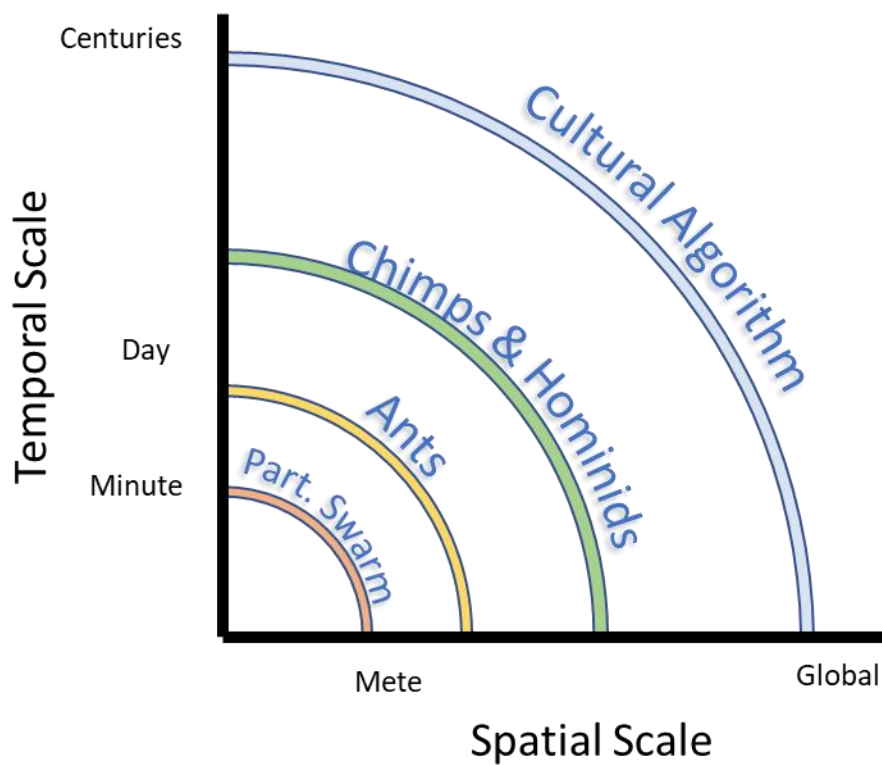 Centuries
Cultural Algorithm
Temporal Scale
Chimps & Hominids
Day
Ants
Part. Swarm
Minute
Mete
Global
Spatial Scale